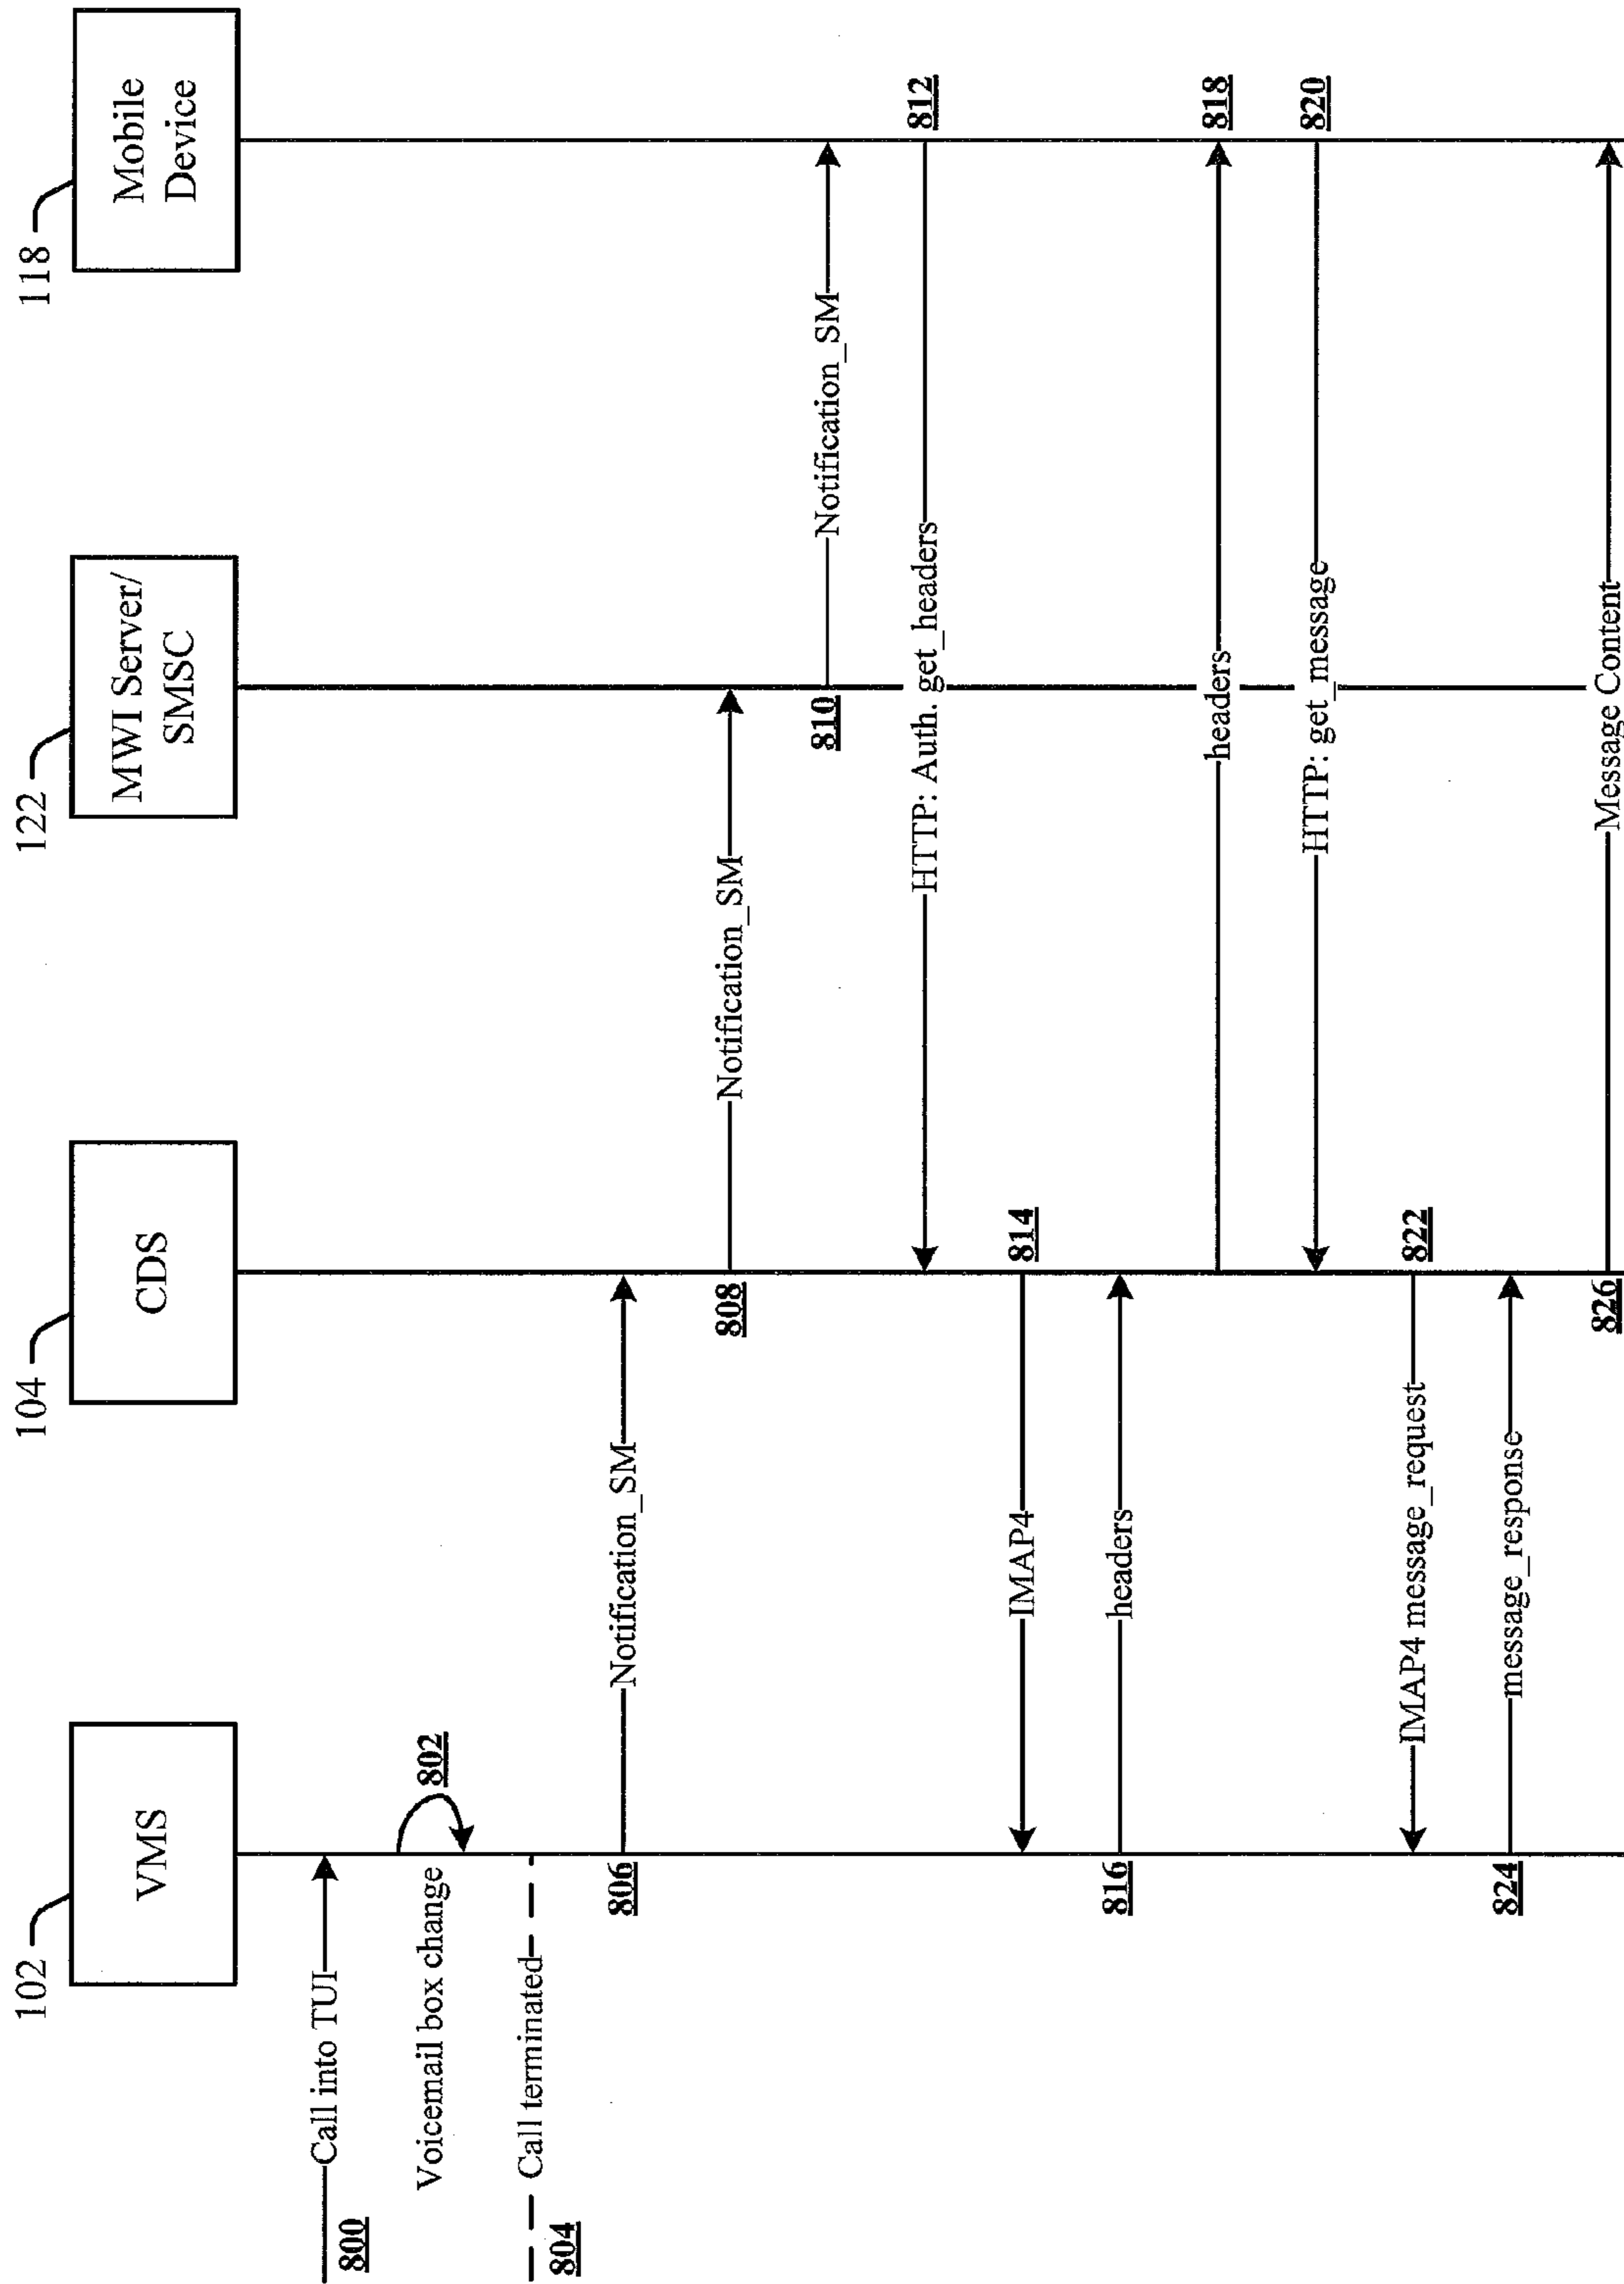 102
VMS
104
CDS
122
MWI Server/
SMSC
118
Mobile
Device
Call into TUI
800
802
Voicemail box change
Call terminated
804
Notification_SM
806
Notification_SM
808
Notification_SM
810
HTTP: Auth. get_headers
812
IMAP4
814
headers
816
headers
818
HTTP: get_message
820
IMAP4 message_request
822
message_response
824
Message Content
826